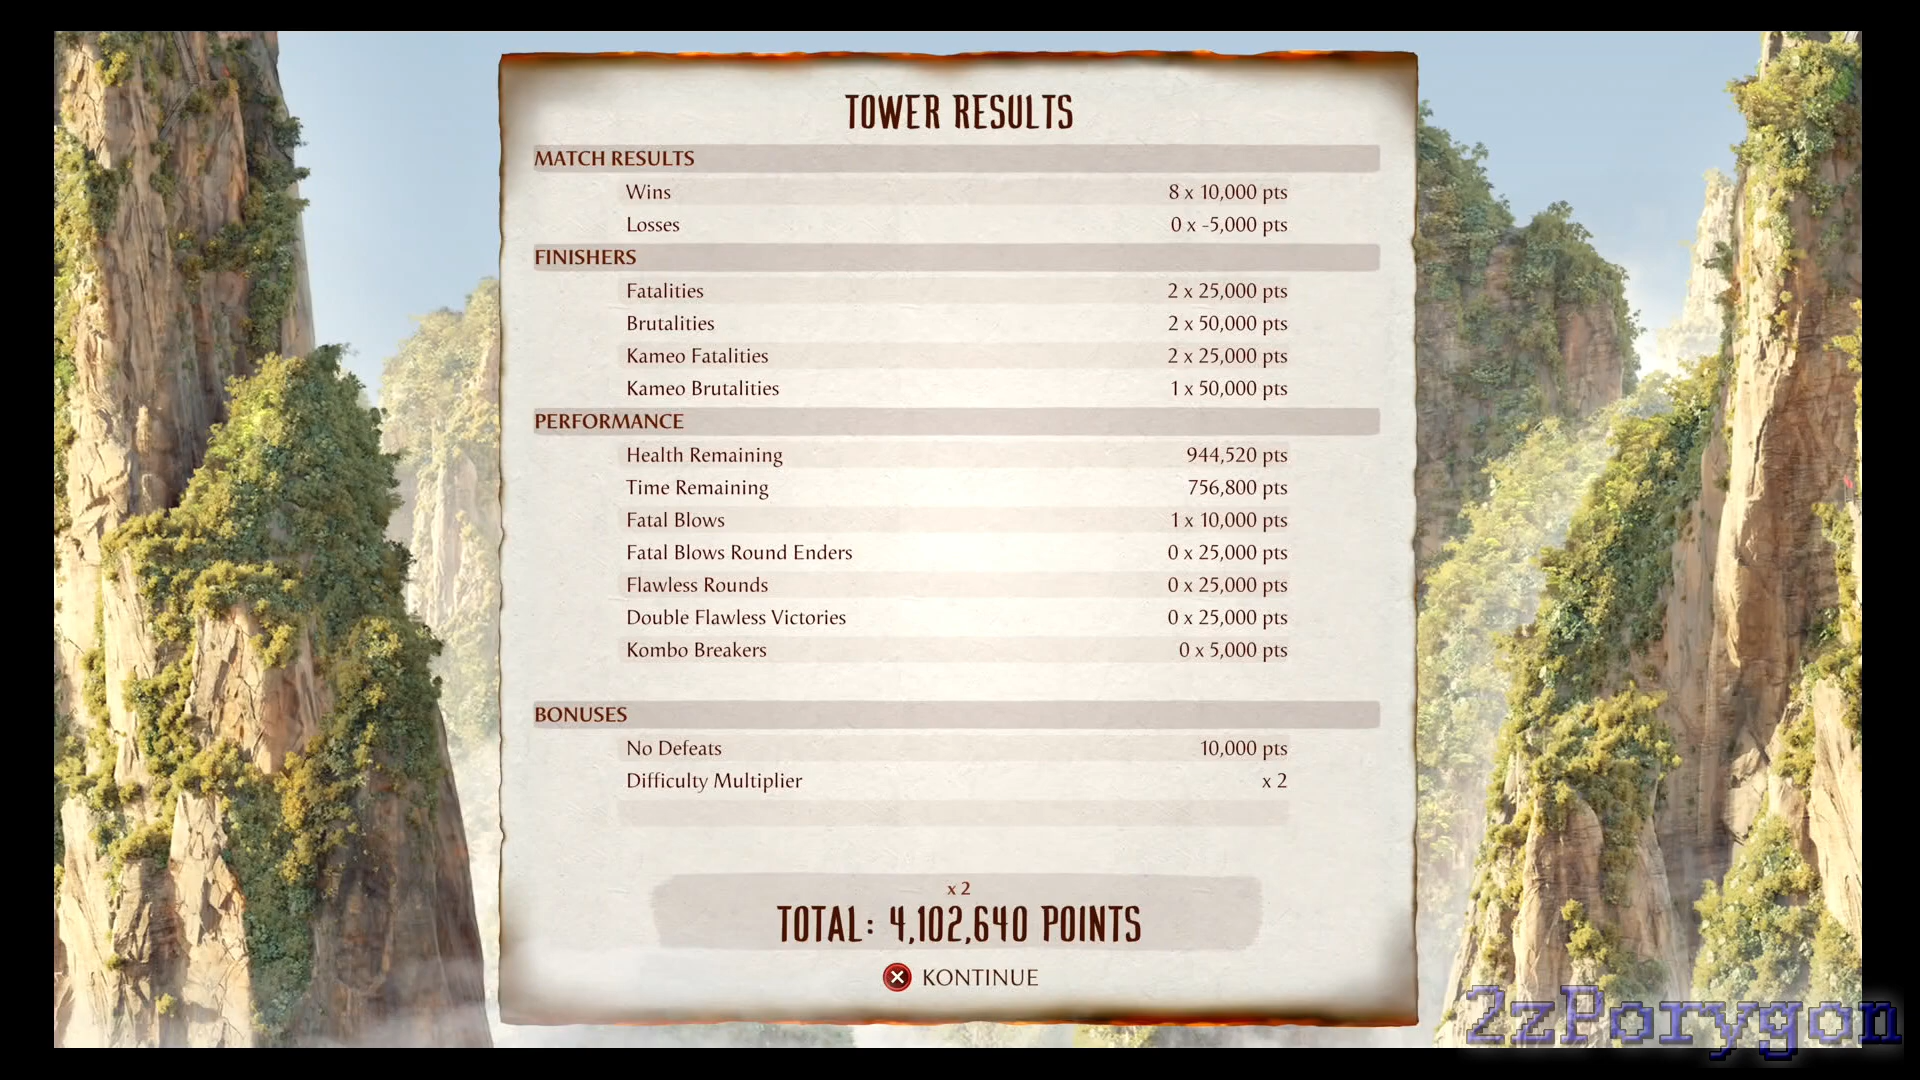 TOWER RESULTS
MATCH RESULTS
Wins 8 x 10,000 pts
Losses 0 x -5,000 pts
FINISHERS
Fatalities 2 x 25,000 pts
Brutalities 2 x 50,000 pts
Kameo Fatalities 2 x 25,000 pts
Kameo Brutalities 1 x 50,000 pts
PERFORMANCE
Health Remaining 944,520 pts
Time Remaining 756,800 pts
Fatal Blows 1 x 10,000 pts
Fatal Blows Round Enders 0 x 25,000 pts
Flawless Rounds 0 x 25,000 pts
Double Flawless Victories 0 x 25,000 pts
Kombo Breakers 0 x 5,000 pts
BONUSES
No Defeats 10,000 pts
Difficulty Multiplier x 2
x 2
TOTAL: 4,102,640 POINTS
KONTINUE
2zPorygon